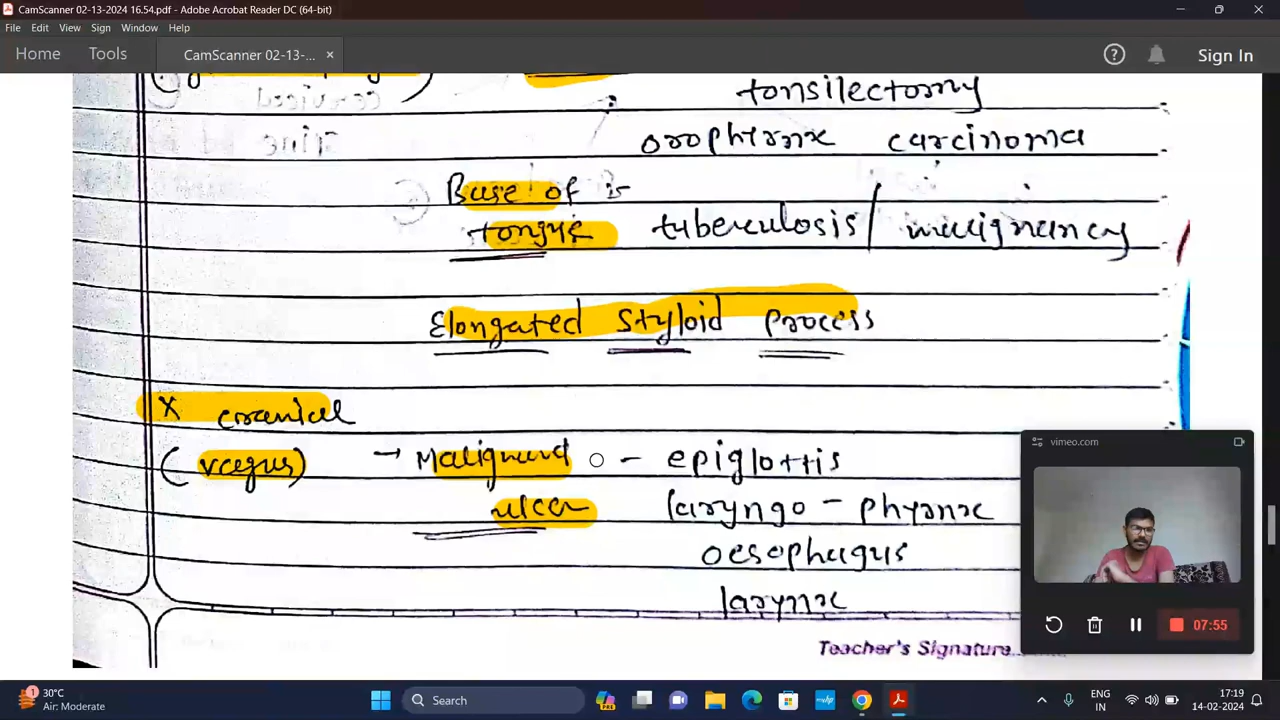 CamScanner 02-13-2024 16.54.pdf - Adobe Acrobat Reader DC (64-bit)
File Edit View Sign Window Help
Home Tools CamScanner 02-13-... × Sign In
tonsilectomy
orophyranx carcinoma
Base of
tongue tuberculosis / malignancy
Elongated Styloid Process
X cranial
(vagus) → Malignant - epiglottis
ulcer laryngo - phyranx
oesophagus
larynx
Teacher's Signature
vimeo.com
07:55
30°C
Air: Moderate
Search
ENG
IN
17:19
14-02-2024